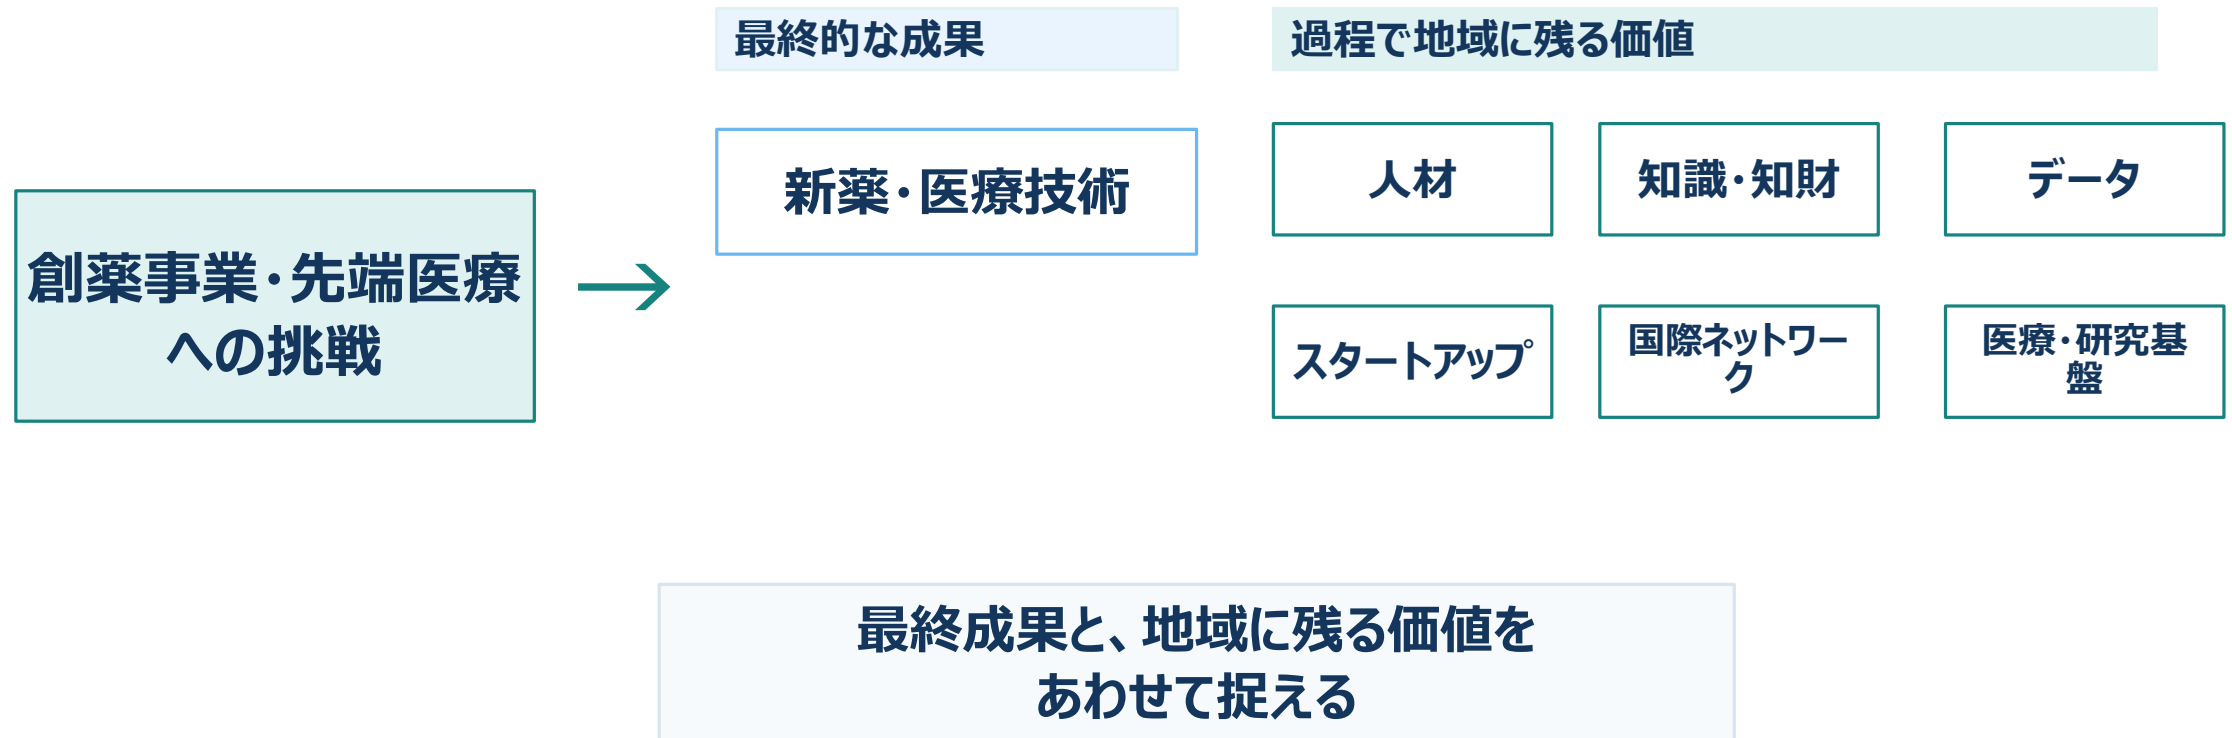 最終的な成果
過程で地域に残る価値
創薬事業・先端医療
への挑戦
→
新薬・医療技術
人材
知識・知財
データ
スタートアップ
国際ネットワー
ク
医療・研究基
盤
最終成果と、地域に残る価値を
あわせて捉える